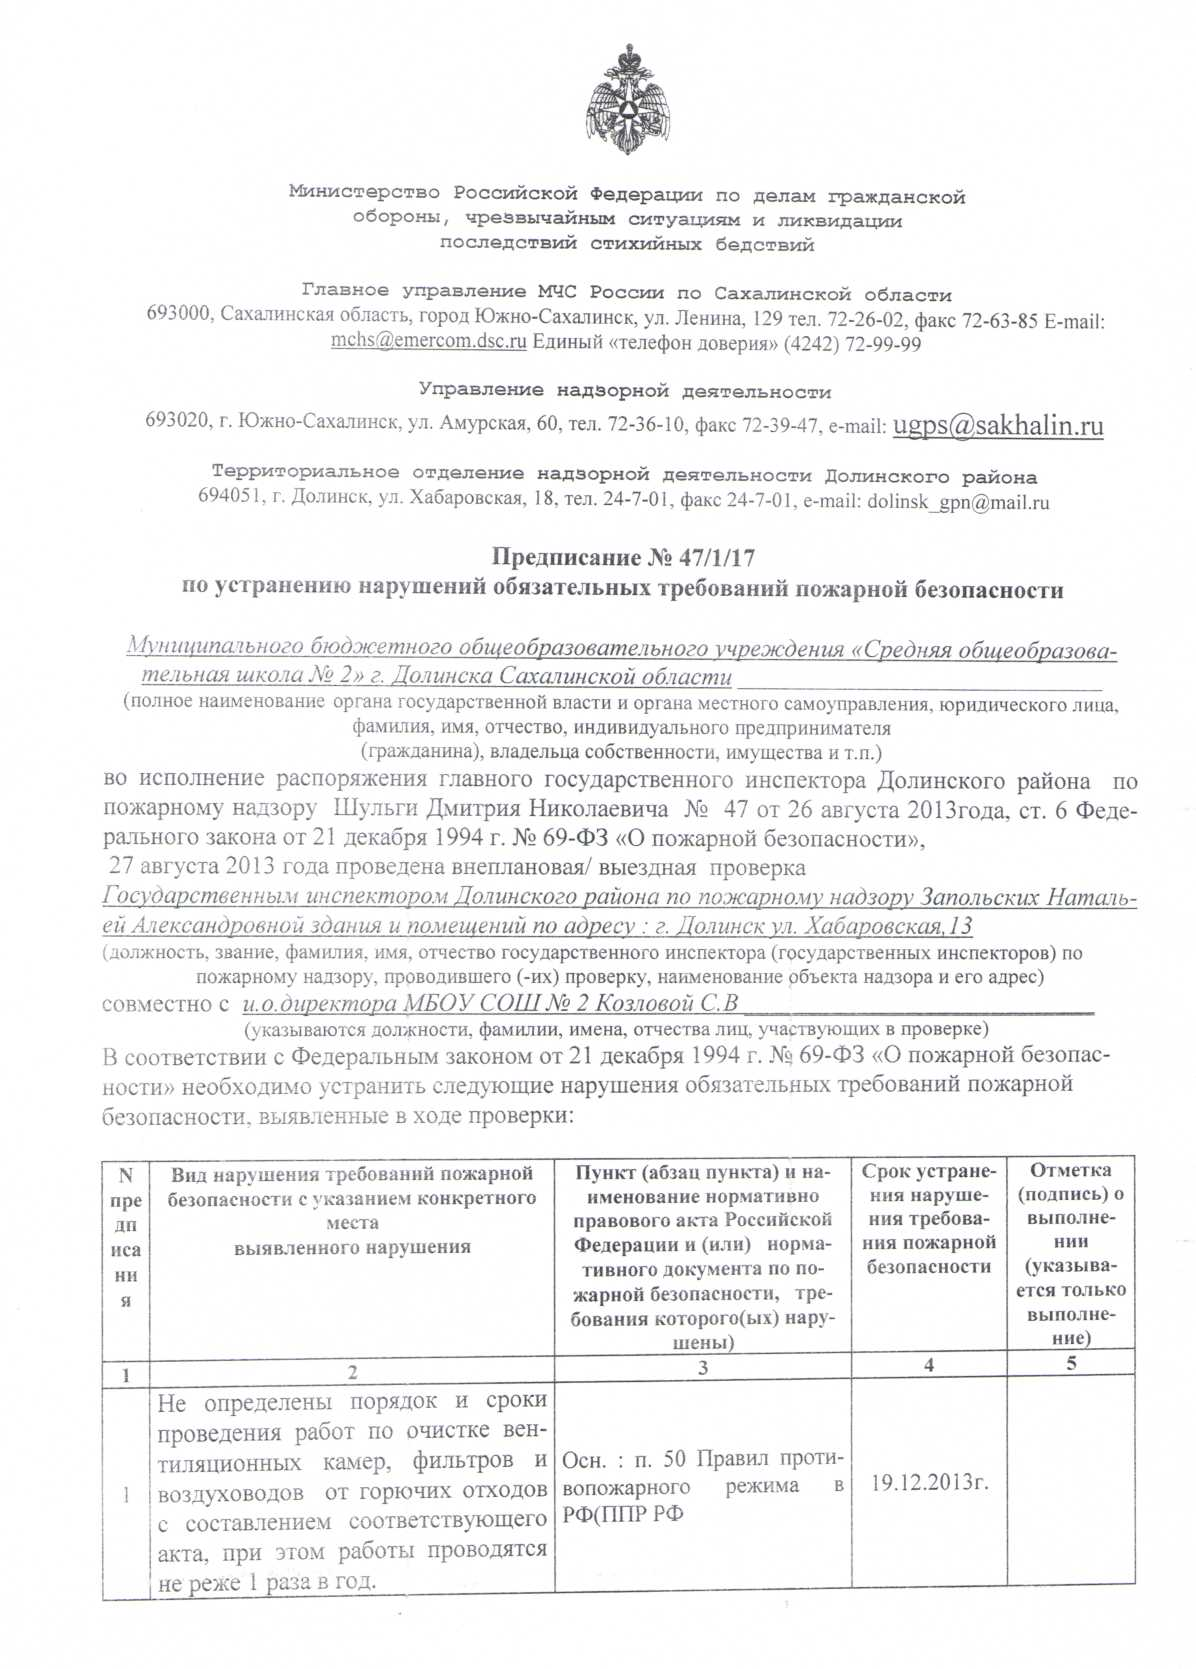 Министерство Российской Федерации по делам гражданской
обороны, чрезвычайным ситуациям и ликвидации
последствий стихийных бедствий
Главное управление МЧС России по Сахалинской области
693000, Сахалинская область, город Южно-Сахалинск, ул. Ленина, 129 тел. 72-26-02, факс 72-63-85 E-mail:
mchs@emercom.dsc.ru Единый «телефон доверия» (4242) 72-99-99
Управление надзорной деятельности
693020, г. Южно-Сахалинск, ул. Амурская, 60, тел. 72-36-10, факс 72-39-47, e-mail: ugps@sakhalin.ru
Территориальное отделение надзорной деятельности Долинского района
694051, г. Долинск, ул. Хабаровская, 18, тел. 24-7-01, факс 24-7-01, e-mail: dolinsk_gpn@mail.ru
Предписание № 47/1/17
по устранению нарушений обязательных требований пожарной безопасности
Муниципального бюджетного общеобразовательного учреждения «Средняя общеобразова-
тельная школа № 2» г. Долинска Сахалинской области
(полное наименование органа государственной власти и органа местного самоуправления, юридического лица,
фамилия, имя, отчество, индивидуального предпринимателя
(гражданина), владельца собственности, имущества и т.п.)
во исполнение распоряжения главного государственного инспектора Долинского района по
пожарному надзору Шульги Дмитрия Николаевича № 47 от 26 августа 2013года, ст. 6 Феде-
рального закона от 21 декабря 1994 г. № 69-ФЗ «О пожарной безопасности»,
27 августа 2013 года проведена внеплановая/ выездная проверка
Государственным инспектором Долинского района по пожарному надзору Запольских Наталь-
ей Александровной здания и помещений по адресу : г. Долинск ул. Хабаровская,13
(должность, звание, фамилия, имя, отчество государственного инспектора (государственных инспекторов) по
пожарному надзору, проводившего (-их) проверку, наименование объекта надзора и его адрес)
совместно с и.о.директора МБОУ СОШ № 2 Козловой С.В
(указываются должности, фамилии, имена, отчества лиц, участвующих в проверке)
В соответствии с Федеральным законом от 21 декабря 1994 г. № 69-ФЗ «О пожарной безопас-
ности» необходимо устранить следующие нарушения обязательных требований пожарной
безопасности, выявленные в ходе проверки:
N
пре
дп
иса
ни
я
Вид нарушения требований пожарной
безопасности с указанием конкретного
места
выявленного нарушения
Пункт (абзац пункта) и на-
именование нормативно
правового акта Российской
Федерации и (или) норма-
тивного документа по по-
жарной безопасности, тре-
бования которого(ых) нару-
шены)
Срок устране-
ния наруше-
ния требова-
ния пожарной
безопасности
Отметка
(подпись) о
выполне-
нии
(указыва-
ется только
выполне-
ние)
1
2
3
4
5
1
Не определены порядок и сроки
проведения работ по очистке вен-
тиляционных камер, фильтров и
воздуховодов от горючих отходов
с составлением соответствующего
акта, при этом работы проводятся
не реже 1 раза в год.
Осн. : п. 50 Правил проти-
вопожарного режима в
РФ(ППР РФ
19.12.2013г.